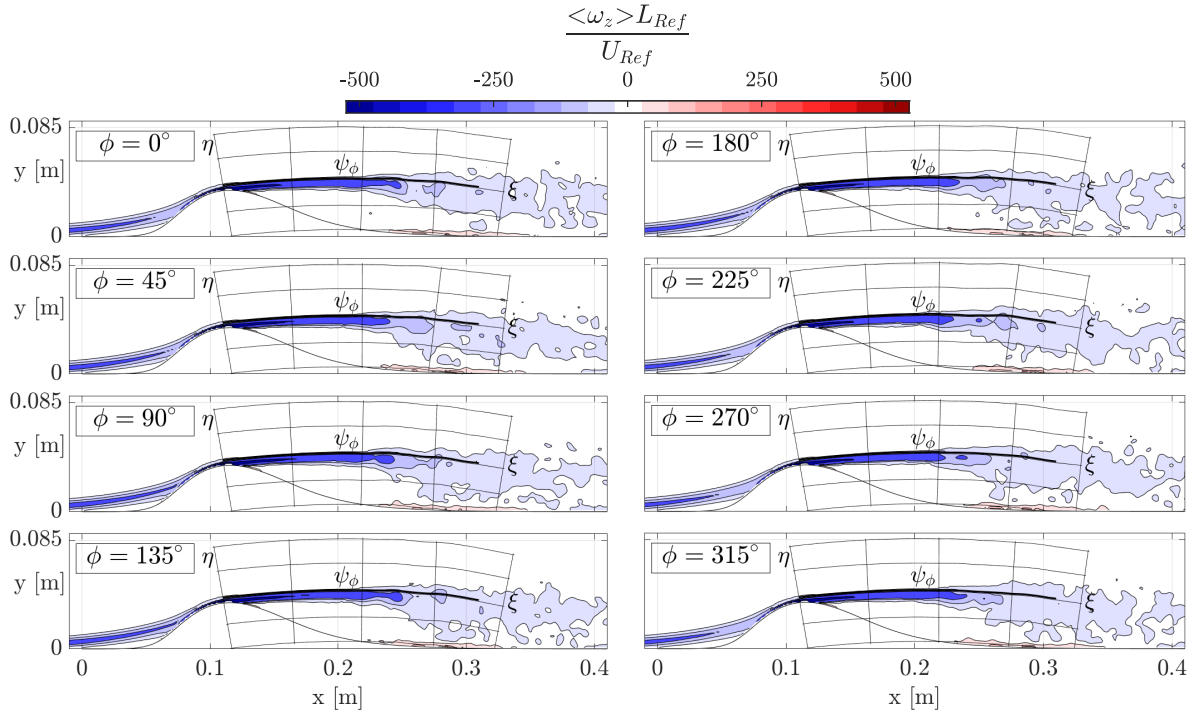 <ω_z>L_Ref
U_Ref
-500 -250 0 250 500
0.085 ϕ = 0° η ϕ = 180° η
y [m] ψ_ϕ ξ ψ_ϕ ξ
0
0.085 ϕ = 45° η ϕ = 225° η
y [m] ψ_ϕ ξ ψ_ϕ ξ
0
0.085 ϕ = 90° η ϕ = 270° η
y [m] ψ_ϕ ξ ψ_ϕ ξ
0
0.085 ϕ = 135° η ϕ = 315° η
y [m] ψ_ϕ ξ ψ_ϕ ξ
0
0 0.1 0.2 0.3 0.4 0 0.1 0.2 0.3 0.4
x [m] x [m]